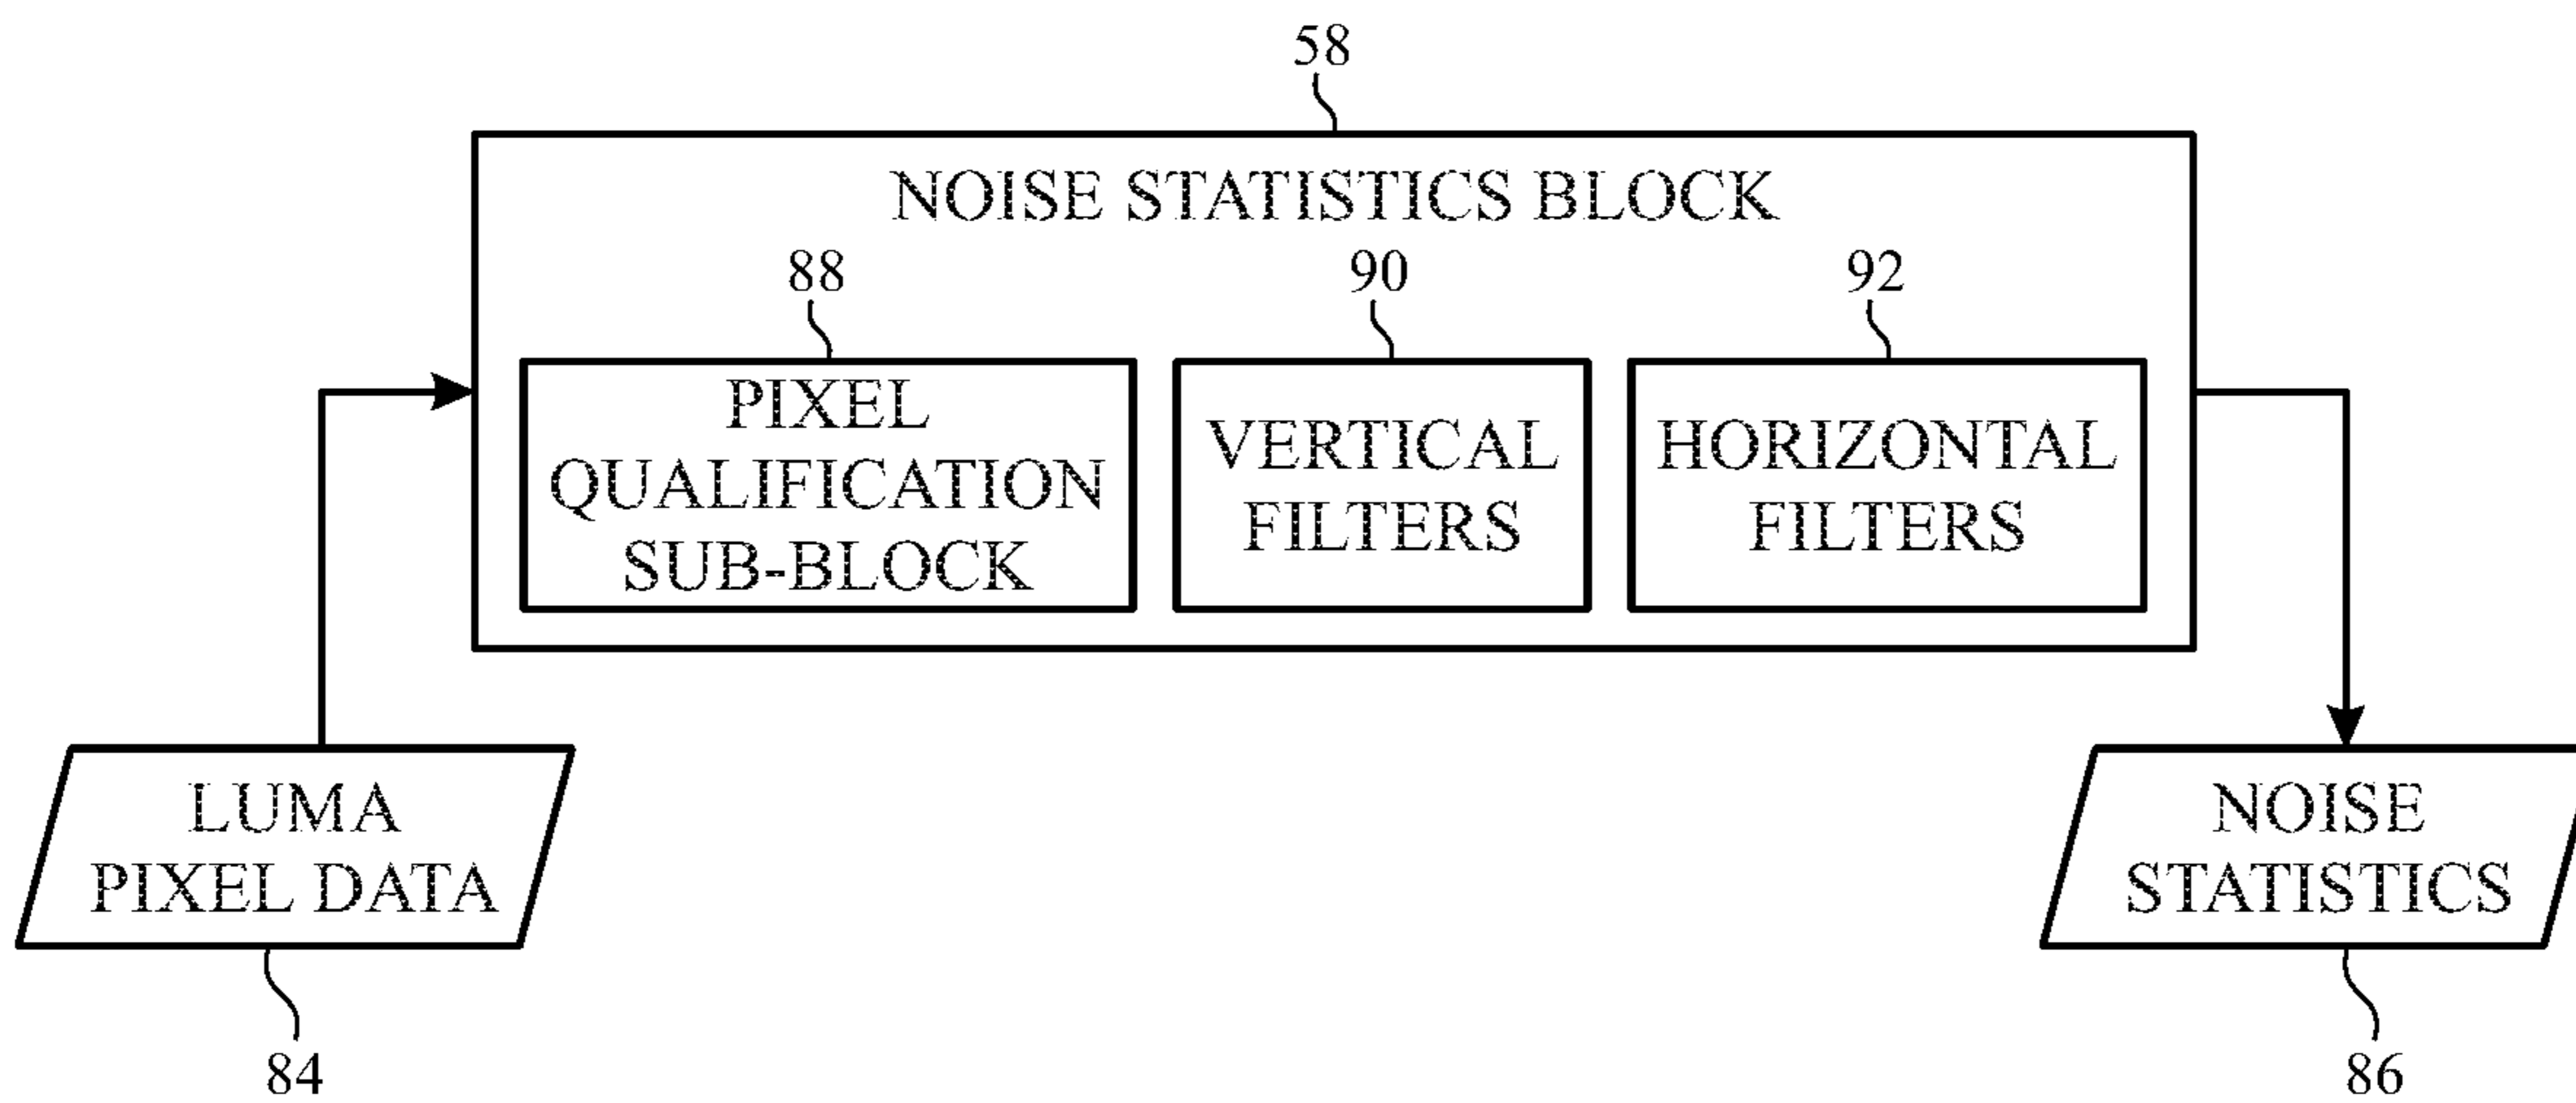 58
NOISE STATISTICS BLOCK
88
90
92
PIXEL
QUALIFICATION
SUB-BLOCK
VERTICAL
FILTERS
HORIZONTAL
FILTERS
LUMA
PIXEL DATA
NOISE
STATISTICS
84
86